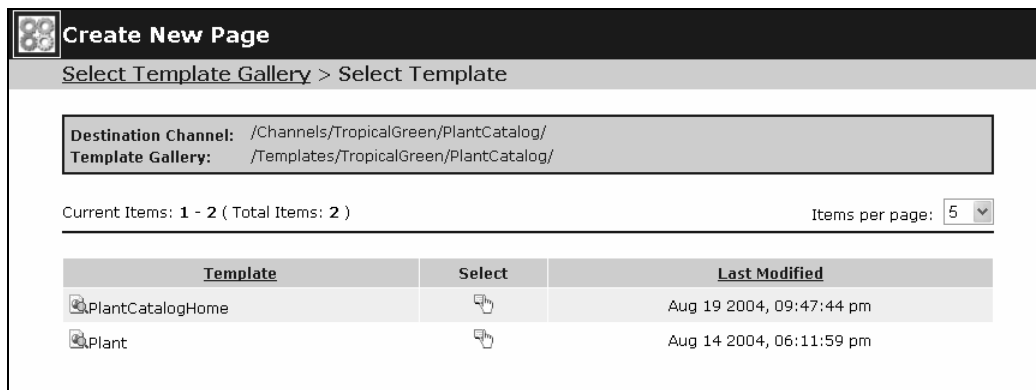 Create New Page
Select Template Gallery > Select Template
Destination Channel: /Channels/TropicalGreen/PlantCatalog/
Template Gallery: /Templates/TropicalGreen/PlantCatalog/
Current Items: 1 - 2 ( Total Items: 2 ) Items per page: 5
Template Select Last Modified
PlantCatalogHome Aug 19 2004, 09:47:44 pm
Plant Aug 14 2004, 06:11:59 pm